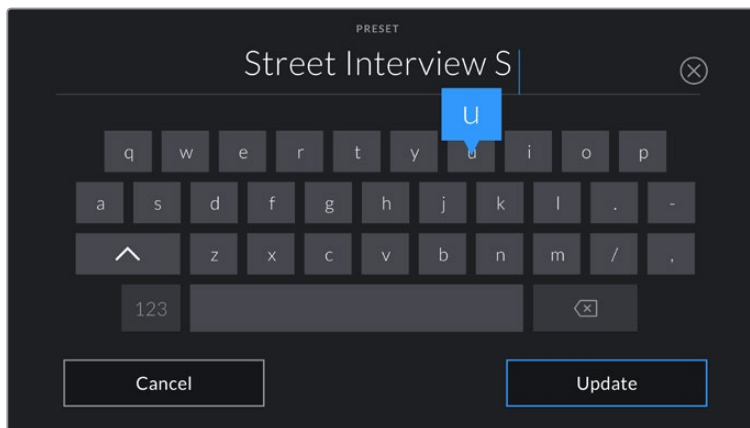 PRESET
Street Interview S
u
q w e r t y u i o p
a s d f g h j k l . -
z x c v b n m / ,
123
Cancel Update